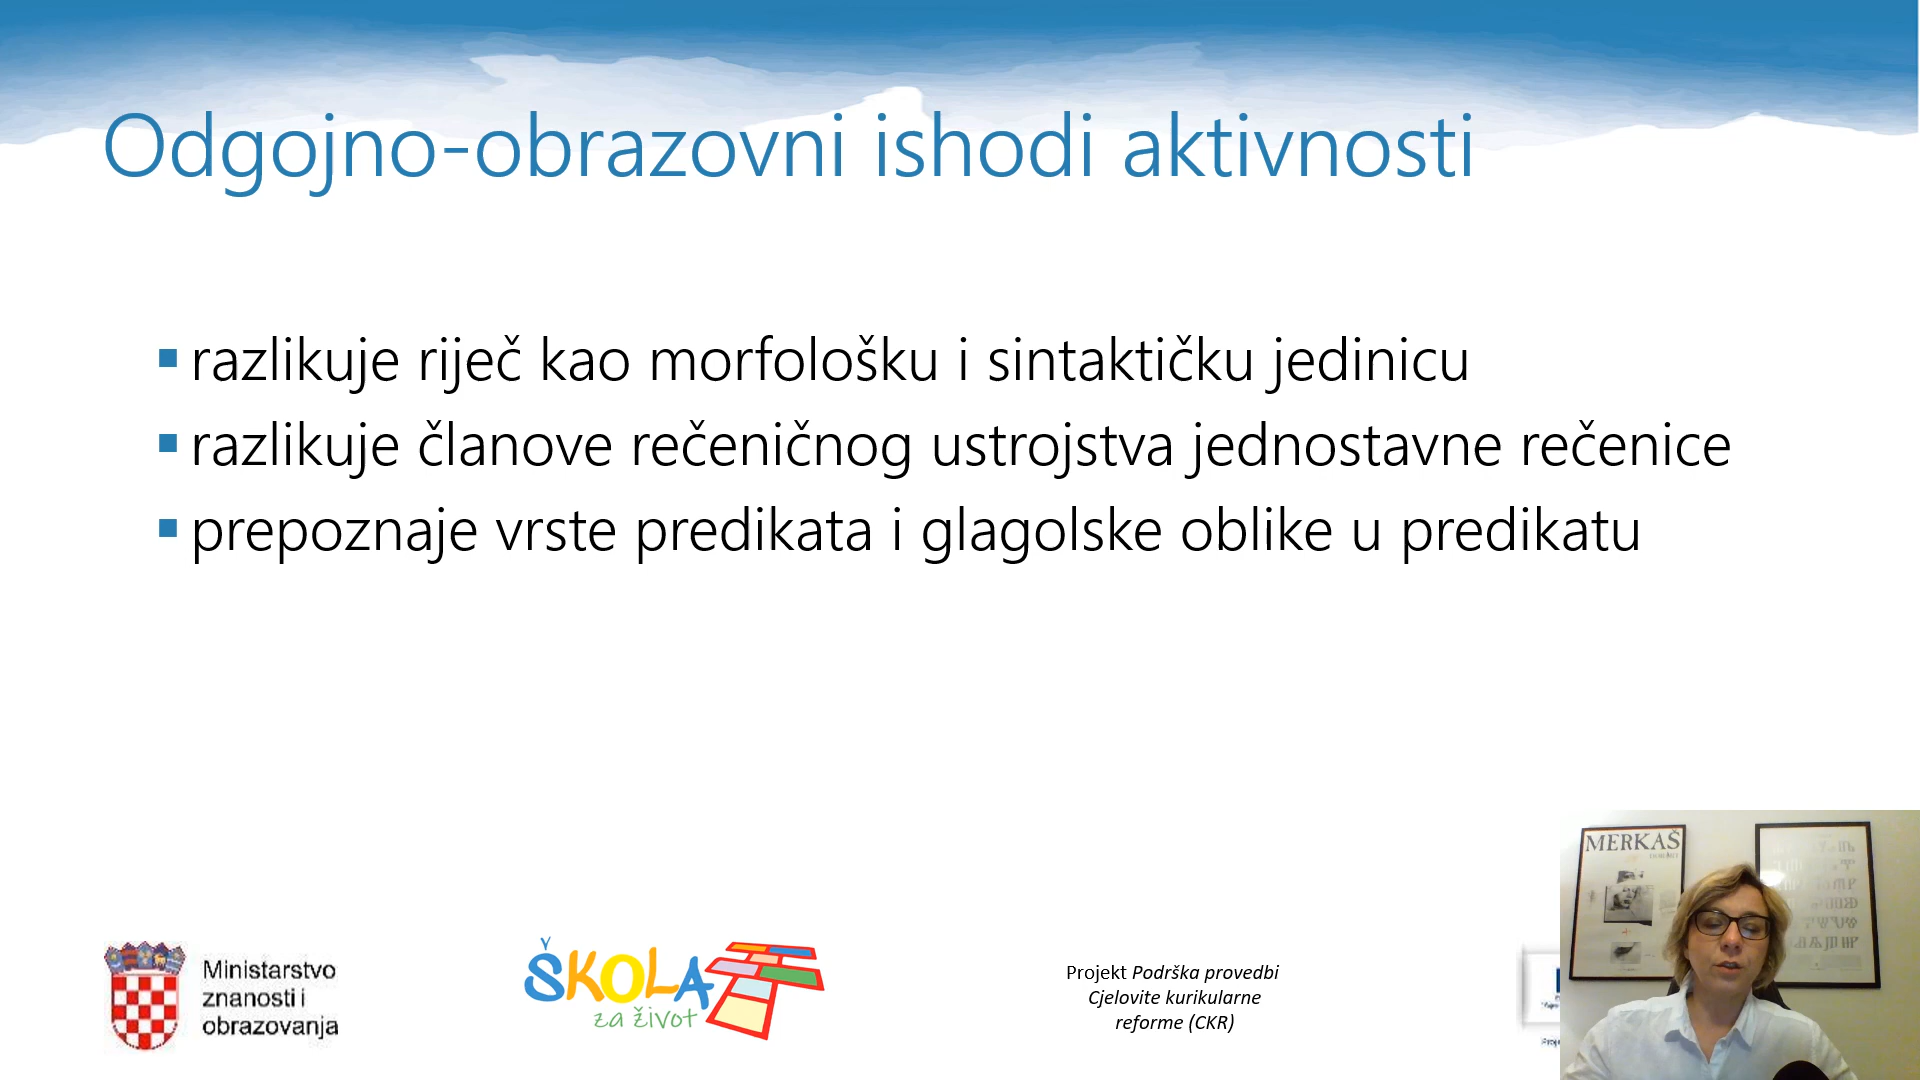 Odgojno-obrazovni ishodi aktivnosti
razlikuje riječ kao morfološku i sintaktičku jedinicu
razlikuje članove rečeničnog ustrojstva jednostavne rečenice
prepoznaje vrste predikata i glagolske oblike u predikatu
Ministarstvo
znanosti i
obrazovanja
ŠKOLA
za život
Projekt Podrška provedbi
Cjelovite kurikularne
reforme (CKR)
MERKAŠ